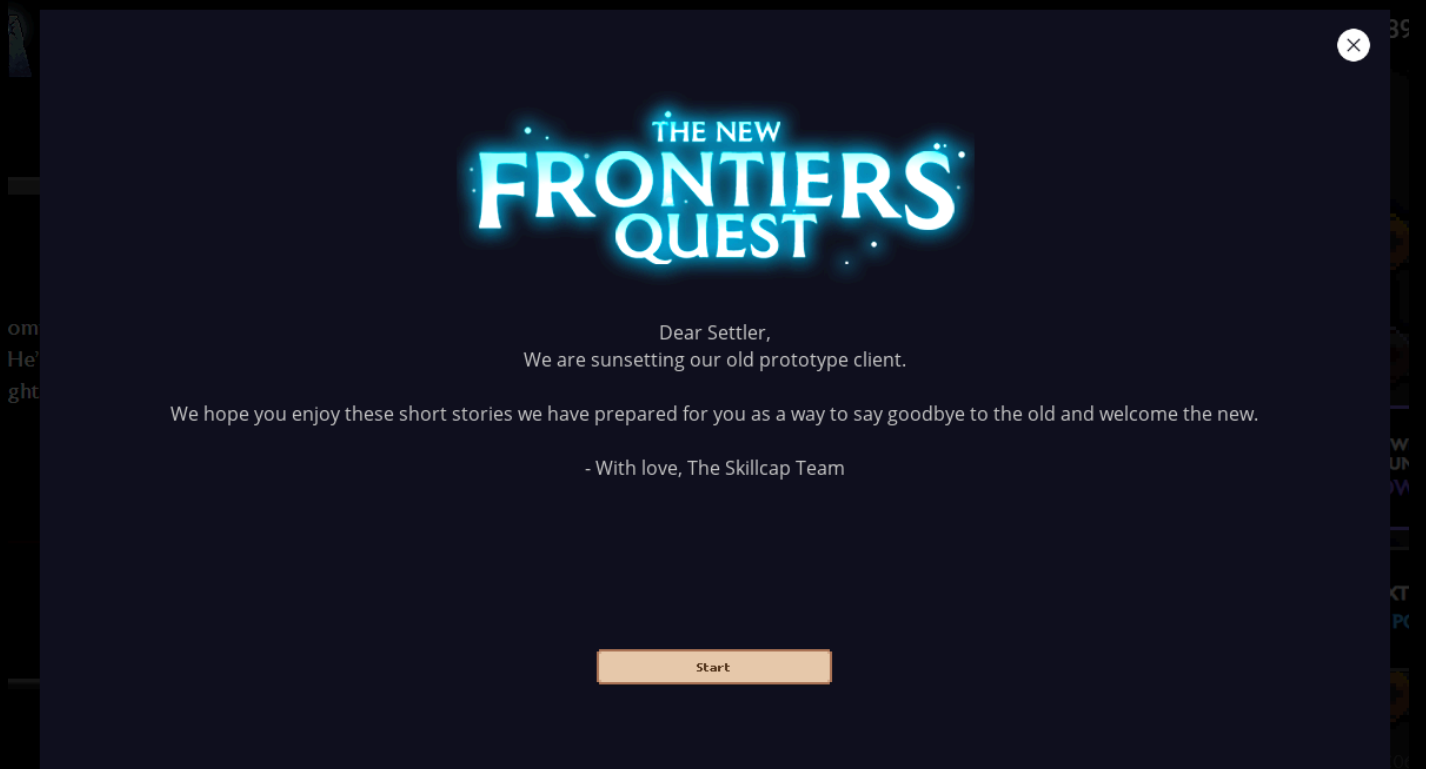 THE NEW
FRONTIERS
QUEST
Dear Settler,
We are sunsetting our old prototype client.
We hope you enjoy these short stories we have prepared for you as a way to say goodbye to the old and welcome the new.
- With love, The Skillcap Team
Start